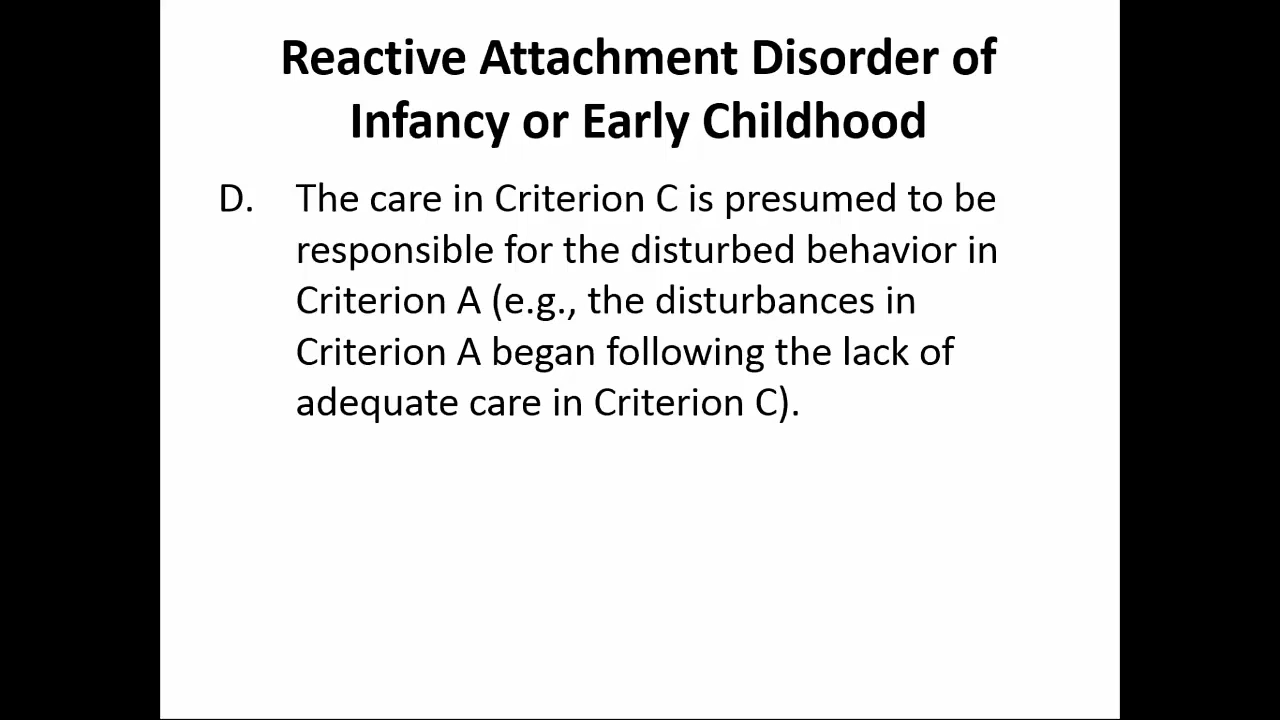 Reactive Attachment Disorder of
Infancy or Early Childhood
D. The care in Criterion C is presumed to be
responsible for the disturbed behavior in
Criterion A (e.g., the disturbances in
Criterion A began following the lack of
adequate care in Criterion C).